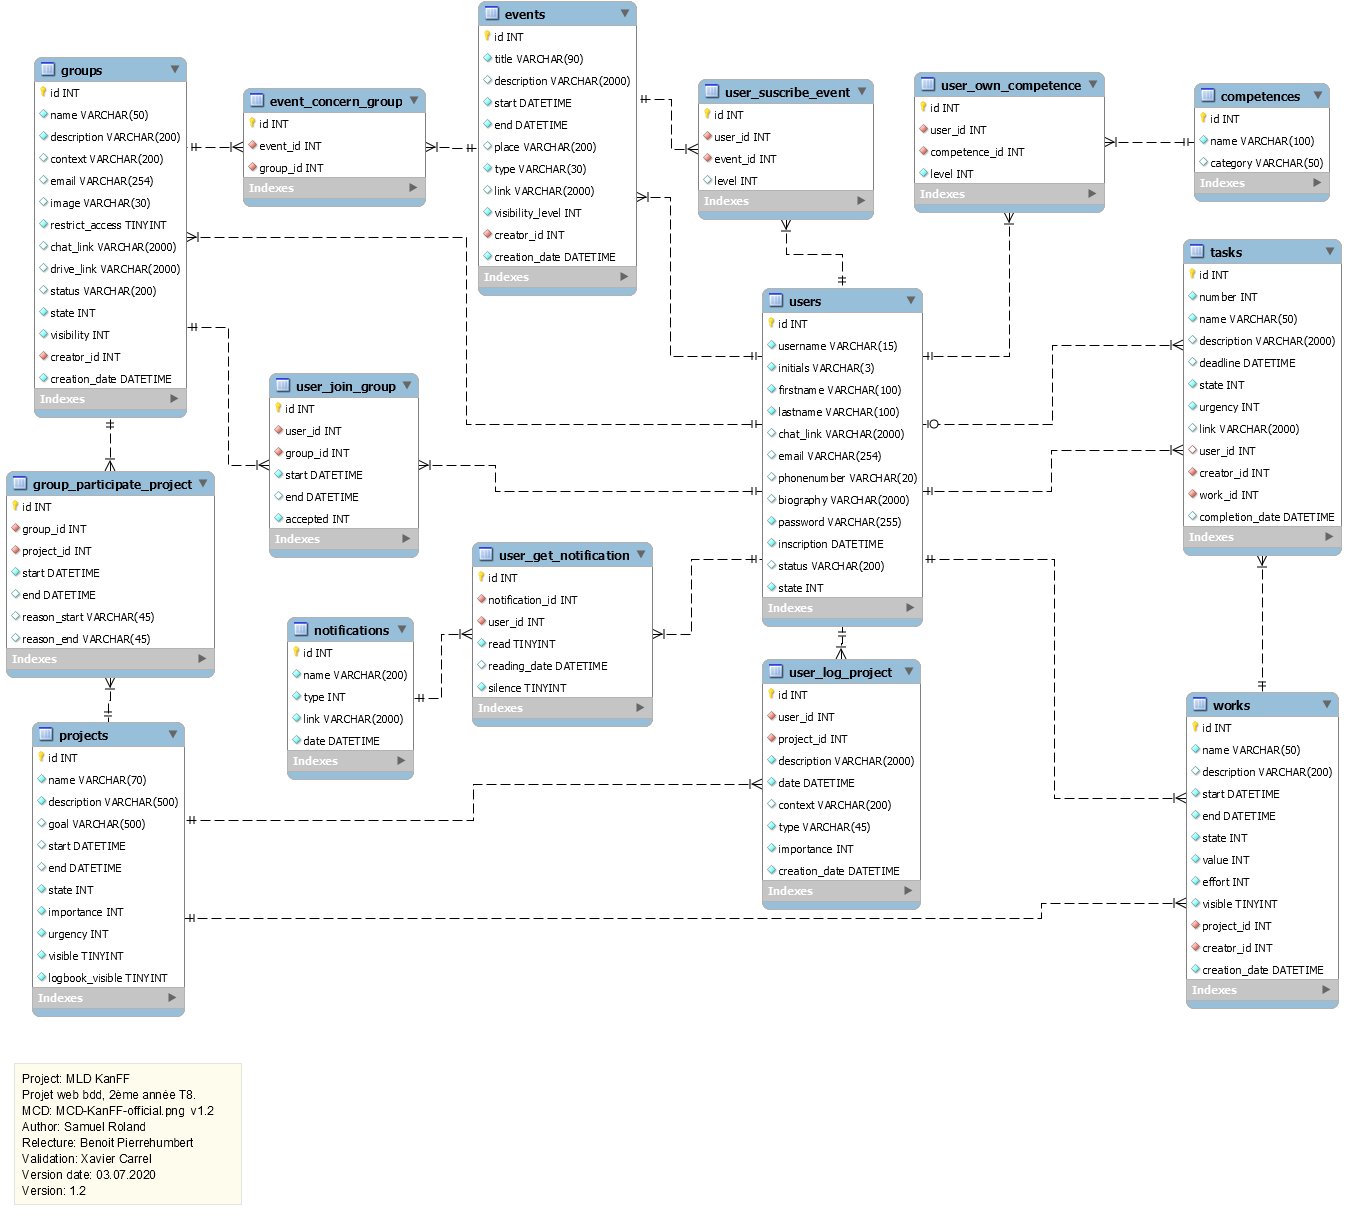 groups
id INT
name VARCHAR(50)
description VARCHAR(200)
context VARCHAR(200)
email VARCHAR(254)
image VARCHAR(30)
restrict_access TINYINT
chat_link VARCHAR(2000)
drive_link VARCHAR(2000)
status VARCHAR(200)
state INT
visibility INT
creator_id INT
creation_date DATETIME
Indexes
event_concern_group
id INT
event_id INT
group_id INT
Indexes
events
id INT
title VARCHAR(90)
description VARCHAR(2000)
start DATETIME
end DATETIME
place VARCHAR(200)
type VARCHAR(30)
link VARCHAR(2000)
visibility_level INT
creator_id INT
creation_date DATETIME
Indexes
user_suscribe_event
id INT
user_id INT
event_id INT
level INT
Indexes
user_own_competence
id INT
user_id INT
competence_id INT
level INT
Indexes
competences
id INT
name VARCHAR(100)
category VARCHAR(50)
Indexes
users
id INT
username VARCHAR(15)
initials VARCHAR(3)
firstname VARCHAR(100)
lastname VARCHAR(100)
chat_link VARCHAR(2000)
email VARCHAR(254)
phonenumber VARCHAR(20)
biography VARCHAR(2000)
password VARCHAR(255)
inscription DATETIME
status VARCHAR(200)
state INT
Indexes
tasks
id INT
number INT
name VARCHAR(50)
description VARCHAR(2000)
deadline DATETIME
state INT
urgency INT
link VARCHAR(2000)
user_id INT
creator_id INT
work_id INT
completion_date DATETIME
Indexes
user_join_group
id INT
user_id INT
group_id INT
start DATETIME
end DATETIME
accepted INT
Indexes
group_participate_project
id INT
group_id INT
project_id INT
start DATETIME
end DATETIME
reason_start VARCHAR(45)
reason_end VARCHAR(45)
Indexes
user_get_notification
id INT
notification_id INT
user_id INT
read TINYINT
reading_date DATETIME
silence TINYINT
Indexes
notifications
id INT
name VARCHAR(200)
type INT
link VARCHAR(2000)
date DATETIME
Indexes
user_log_project
id INT
user_id INT
project_id INT
description VARCHAR(2000)
date DATETIME
context VARCHAR(200)
type VARCHAR(45)
importance INT
creation_date DATETIME
Indexes
projects
id INT
name VARCHAR(70)
description VARCHAR(500)
goal VARCHAR(500)
start DATETIME
end DATETIME
state INT
importance INT
urgency INT
visible TINYINT
logbook_visible TINYINT
Indexes
works
id INT
name VARCHAR(50)
description VARCHAR(200)
start DATETIME
end DATETIME
state INT
value INT
effort INT
visible TINYINT
project_id INT
creator_id INT
creation_date DATETIME
Indexes
Project: MLD KanFF
Projet web bdd, 2ème année T8.
MCD: MCD-KanFF-official.png v1.2
Author: Samuel Roland
Relecture: Benoit Pierrehumbert
Validation: Xavier Carrel
Version date: 03.07.2020
Version: 1.2